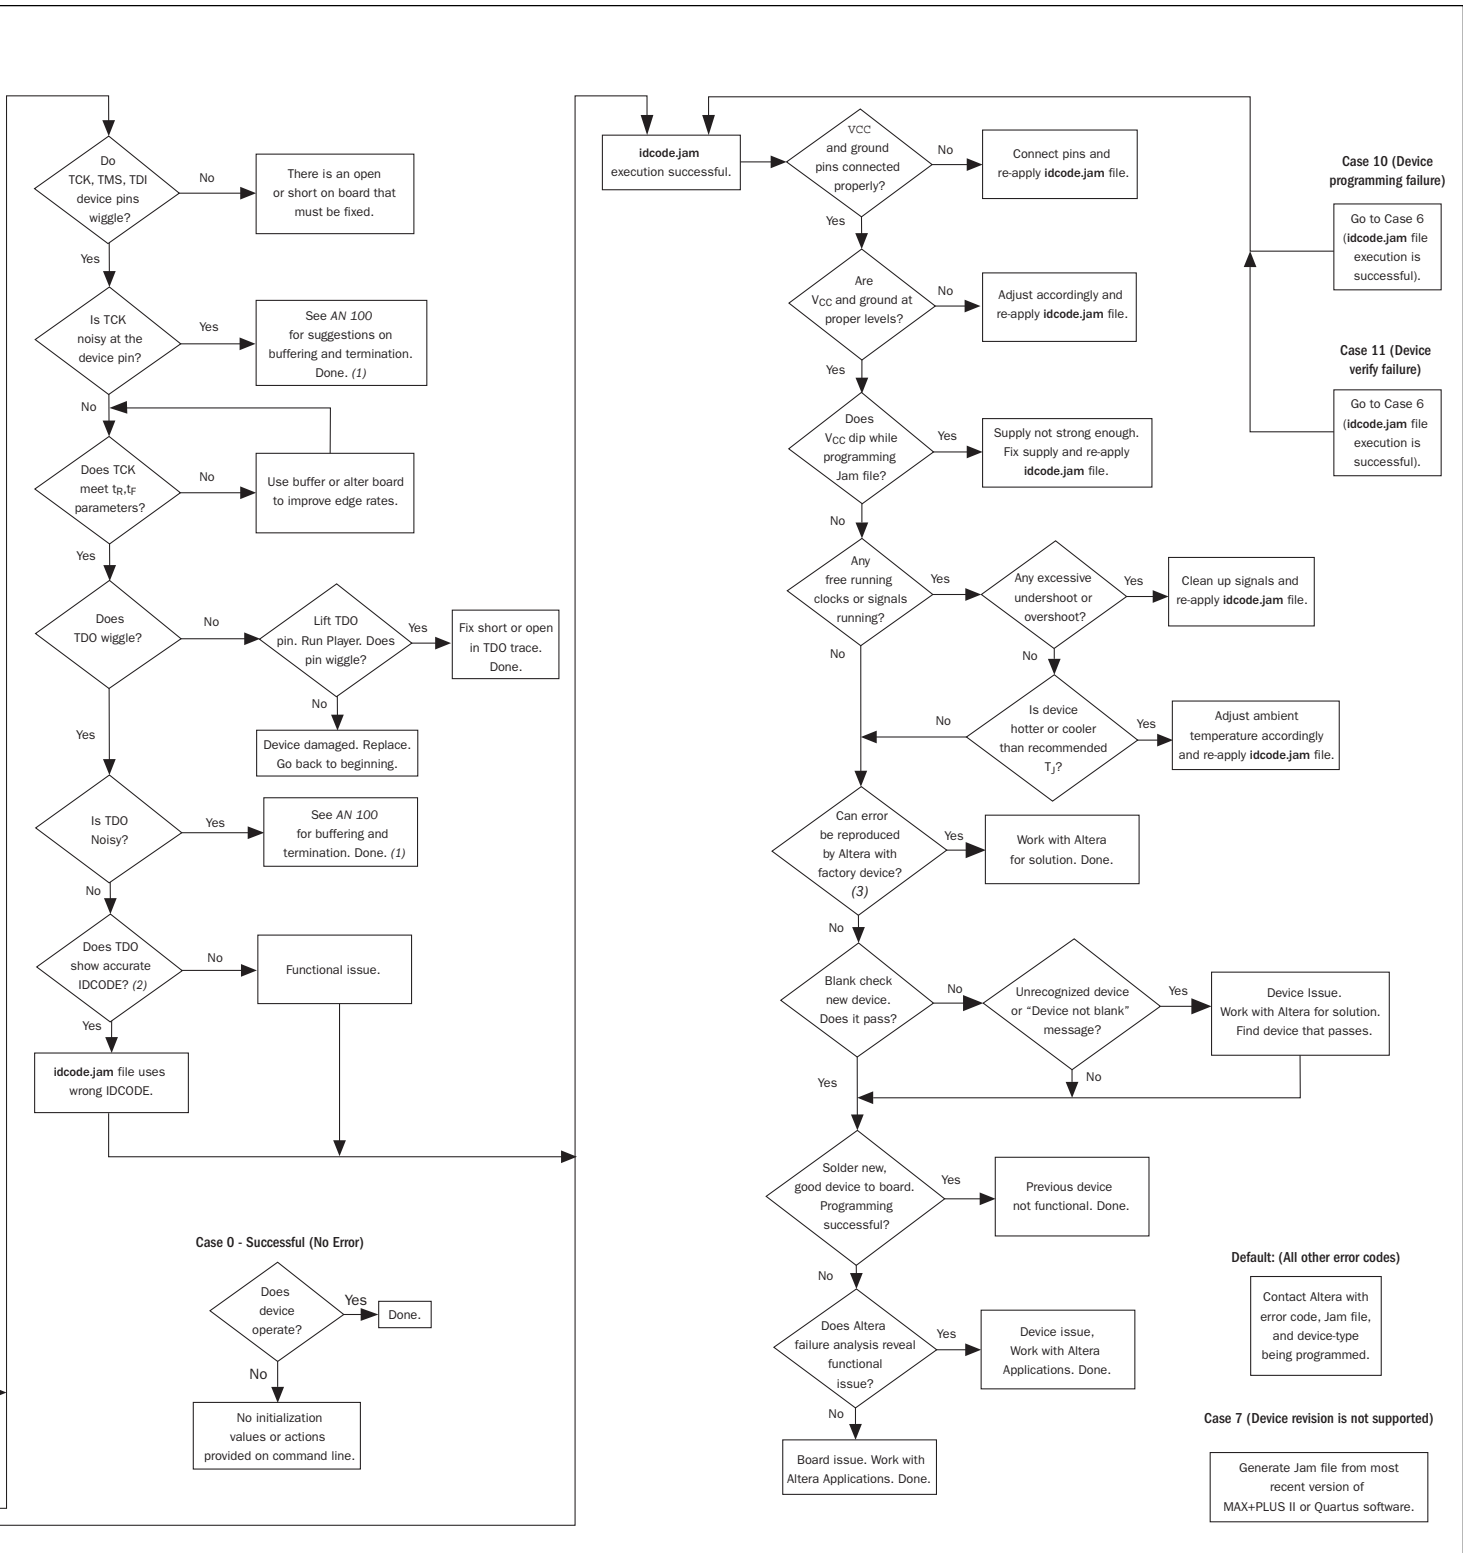 Do
TCK, TMS, TDI
device pins
wiggle?
No
There is an open
or short on board that
must be fixed.
Yes
Is TCK
noisy at the
device pin?
Yes
See AN 100
for suggestions on
buffering and termination.
Done. (1)
No
Does TCK
meet tR,tF
parameters?
No
Use buffer or alter board
to improve edge rates.
Yes
Does
TDO wiggle?
No
Lift TDO
pin. Run Player. Does
pin wiggle?
Yes
Fix short or open
in TDO trace.
Done.
No
Device damaged. Replace.
Go back to beginning.
Yes
Is TDO
Noisy?
Yes
See AN 100
for buffering and
termination. Done. (1)
No
Does TDO
show accurate
IDCODE? (2)
No
Functional issue.
Yes
idcode.jam file uses
wrong IDCODE.
Case 0 - Successful (No Error)
Does
device
operate?
Yes
Done.
No
No initialization
values or actions
provided on command line.
idcode.jam
execution successful.
VCC
and ground
pins connected
properly?
No
Connect pins and
re-apply idcode.jam file.
Yes
Are
VCC and ground at
proper levels?
No
Adjust accordingly and
re-apply idcode.jam file.
Yes
Does
VCC dip while
programming
Jam file?
Yes
Supply not strong enough.
Fix supply and re-apply
idcode.jam file.
No
Any
free running
clocks or signals
running?
Yes
Any excessive
undershoot or
overshoot?
Yes
Clean up signals and
re-apply idcode.jam file.
No
No
Is device
hotter or cooler
than recommended
TJ?
No
Yes
Adjust ambient
temperature accordingly
and re-apply idcode.jam file.
Can error
be reproduced
by Altera with
factory device?
(3)
Yes
Work with Altera
for solution. Done.
No
Blank check
new device.
Does it pass?
No
Unrecognized device
or “Device not blank”
message?
Yes
Device Issue.
Work with Altera for solution.
Find device that passes.
No
Yes
Solder new,
good device to board.
Programming
successful?
Yes
Previous device
not functional. Done.
No
Does Altera
failure analysis reveal
functional
issue?
Yes
Device issue,
Work with Altera
Applications. Done.
No
Board issue. Work with
Altera Applications. Done.
Case 10 (Device
programming failure)
Go to Case 6
(idcode.jam file
execution is
successful).
Case 11 (Device
verify failure)
Go to Case 6
(idcode.jam file
execution is
successful).
Default: (All other error codes)
Contact Altera with
error code, Jam file,
and device-type
being programmed.
Case 7 (Device revision is not supported)
Generate Jam file from most
recent version of
MAX+PLUS II or Quartus software.